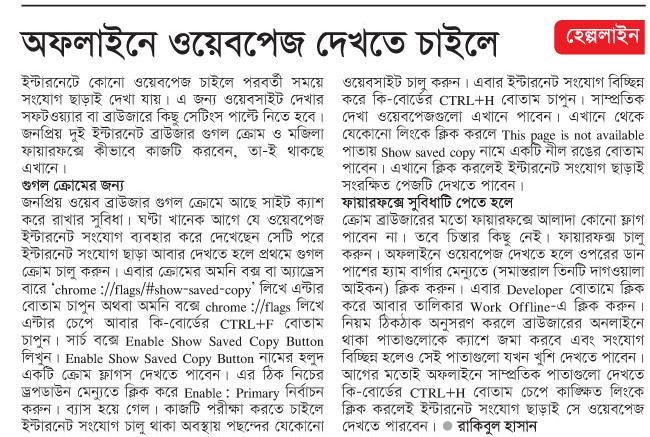 অফলাইনে ওয়েবপেজ দেখতে চাইলে
হেল্পলাইন
ইন্টারনেটে কোনো ওয়েবপেজ চাইলে পরবর্তী সময়ে
সংযোগ ছাড়াই দেখা যায়। এ জন্য ওয়েবসাইট দেখার
সফটওয়্যার বা ব্রাউজারে কিছু সেটিংস পাল্টে নিতে হবে।
জনপ্রিয় দুই ইন্টারনেট ব্রাউজার গুগল ক্রোম ও মজিলা
ফায়ারফক্সে কীভাবে কাজটি করবেন, তা-ই থাকছে
এখানে।
গুগল ক্রোমের জন্য
জনপ্রিয় ওয়েব ব্রাউজার গুগল ক্রোমে আছে সাইট ক্যাশ
করে রাখার সুবিধা। ঘণ্টা খানেক আগে যে ওয়েবপেজ
ইন্টারনেট সংযোগ ব্যবহার করে দেখেছেন সেটি পরে
ইন্টারনেট সংযোগ ছাড়া আবার দেখতে হলে প্রথমে গুগল
ক্রোম চালু করুন। এবার ক্রোমের অমনি বক্স বা অ্যাড্রেস
বারে ‘chrome ://flags/#show-saved-copy’ লিখে এন্টার
বোতাম চাপুন অথবা অমনি বক্সে chrome ://flags লিখে
এন্টার চেপে আবার কি-বোর্ডের CTRL+F বোতাম
চাপুন। সার্চ বক্সে Enable Show Saved Copy Button
লিখুন। Enable Show Saved Copy Button নামের হলুদ
একটি ক্রোম ফ্লাগস দেখতে পাবেন। এর ঠিক নিচের
ড্রপডাউন মেন্যুতে ক্লিক করে Enable : Primary নির্বাচন
করুন। ব্যাস হয়ে গেল। কাজটি পরীক্ষা করতে চাইলে
ইন্টারনেট সংযোগ চালু থাকা অবস্থায় পছন্দের যেকোনো
ওয়েবসাইট চালু করুন। এবার ইন্টারনেট সংযোগ বিচ্ছিন্ন
করে কি-বোর্ডের CTRL+H বোতাম চাপুন। সাম্প্রতিক
দেখা ওয়েবপেজগুলো এখানে পাবেন। এখানে থেকে
যেকোনো লিংকে ক্লিক করলে This page is not available
পাতায় Show saved copy নামে একটি নীল রঙের বোতাম
পাবেন। এখানে ক্লিক করলেই ইন্টারনেট সংযোগ ছাড়াই
সংরক্ষিত পেজটি দেখতে পাবেন।
ফায়ারফক্সে সুবিধাটি পেতে হলে
ক্রোম ব্রাউজারের মতো ফায়ারফক্সে আলাদা কোনো ফ্লাগ
পাবেন না। তবে চিন্তার কিছু নেই। ফায়ারফক্স চালু
করুন। অফলাইনে ওয়েবপেজ দেখতে হলে ওপরের ডান
পাশের হ্যাম বার্গার মেন্যুতে (সমান্তরাল তিনটি দাগওয়ালা
আইকন) ক্লিক করুন। এবার Developer বোতামে ক্লিক
করে আবার তালিকার Work Offline-এ ক্লিক করুন।
নিয়ম ঠিকঠাক অনুসরণ করলে ব্রাউজারের অনলাইনে
থাকা পাতাগুলোকে ক্যাশে জমা করবে এবং সংযোগ
বিচ্ছিন্ন হলেও সেই পাতাগুলো যখন খুশি দেখতে পাবেন।
আগের মতোই অফলাইনে সাম্প্রতিক পাতাগুলো দেখতে
কি-বোর্ডের CTRL+H বোতাম চেপে কাঙ্ক্ষিত লিংকে
ক্লিক করলেই ইন্টারনেট সংযোগ ছাড়াই সে ওয়েবপেজ
দেখতে পারবেন। ● রাকিবুল হাসান